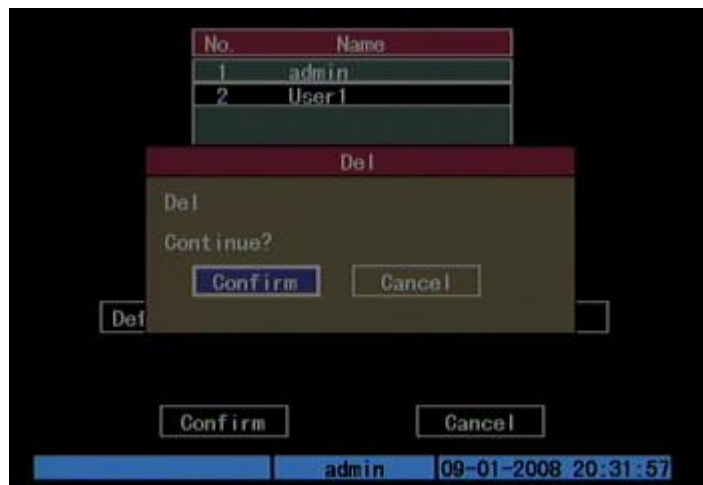 No. Name
1 admin
2 User1
Del
Del
Continue?
Confirm Cancel
Def
Confirm Cancel
admin 09-01-2008 20:31:57